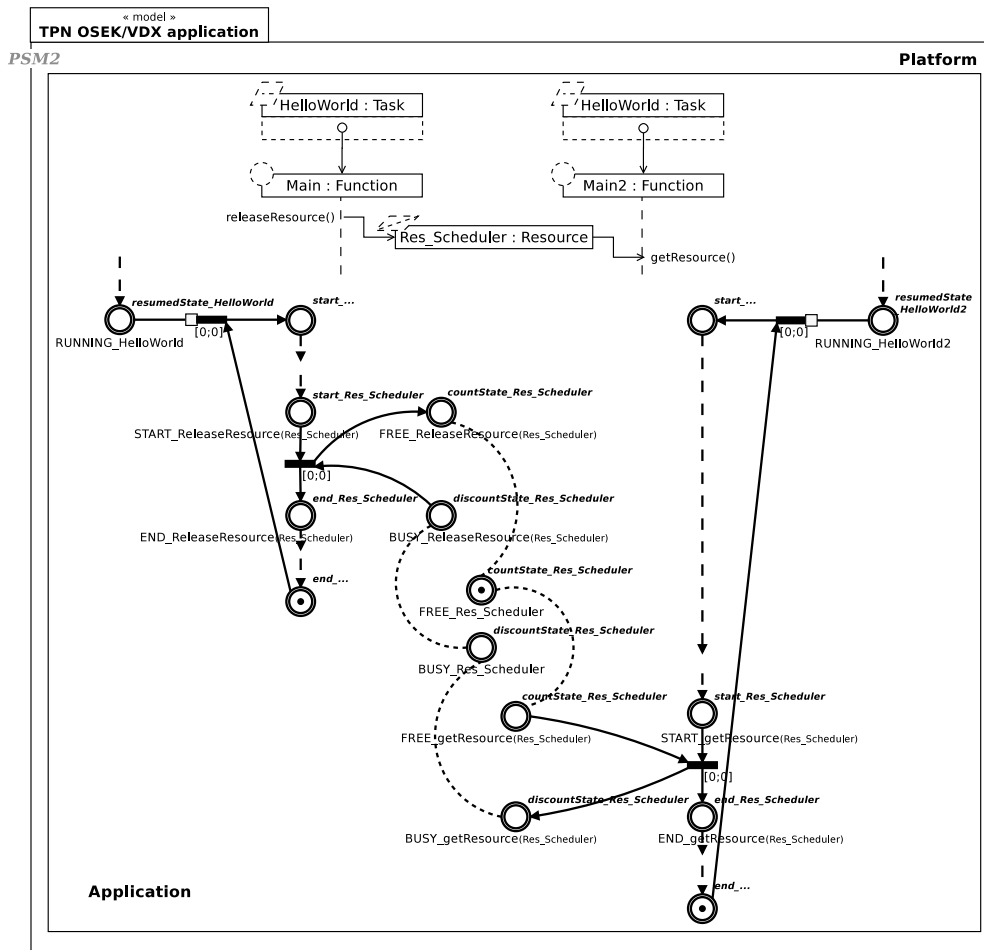 « model »
TPN OSEK/VDX application
PSM2
Platform
HelloWorld : Task
HelloWorld : Task
Main : Function
Main2 : Function
releaseResource()
Res_Scheduler : Resource
getResource()
resumedState_HelloWorld
start_...
start_...
resumedState
_HelloWorld2
[0;0]
[0;0]
RUNNING_HelloWorld
RUNNING_HelloWorld2
start_Res_Scheduler
countState_Res_Scheduler
START_ReleaseResource(Res_Scheduler)
FREE_ReleaseResource(Res_Scheduler)
[0;0]
end_Res_Scheduler
discountState_Res_Scheduler
END_ReleaseResource(Res_Scheduler)
BUSY_ReleaseResource(Res_Scheduler)
countState_Res_Scheduler
end_...
FREE_Res_Scheduler
discountState_Res_Scheduler
BUSY_Res_Scheduler
countState_Res_Scheduler
start_Res_Scheduler
FREE_getResource(Res_Scheduler)
START_getResource(Res_Scheduler)
[0;0]
discountState_Res_Scheduler
end_Res_Scheduler
BUSY_getResource(Res_Scheduler)
END_getResource(Res_Scheduler)
Application
end_...